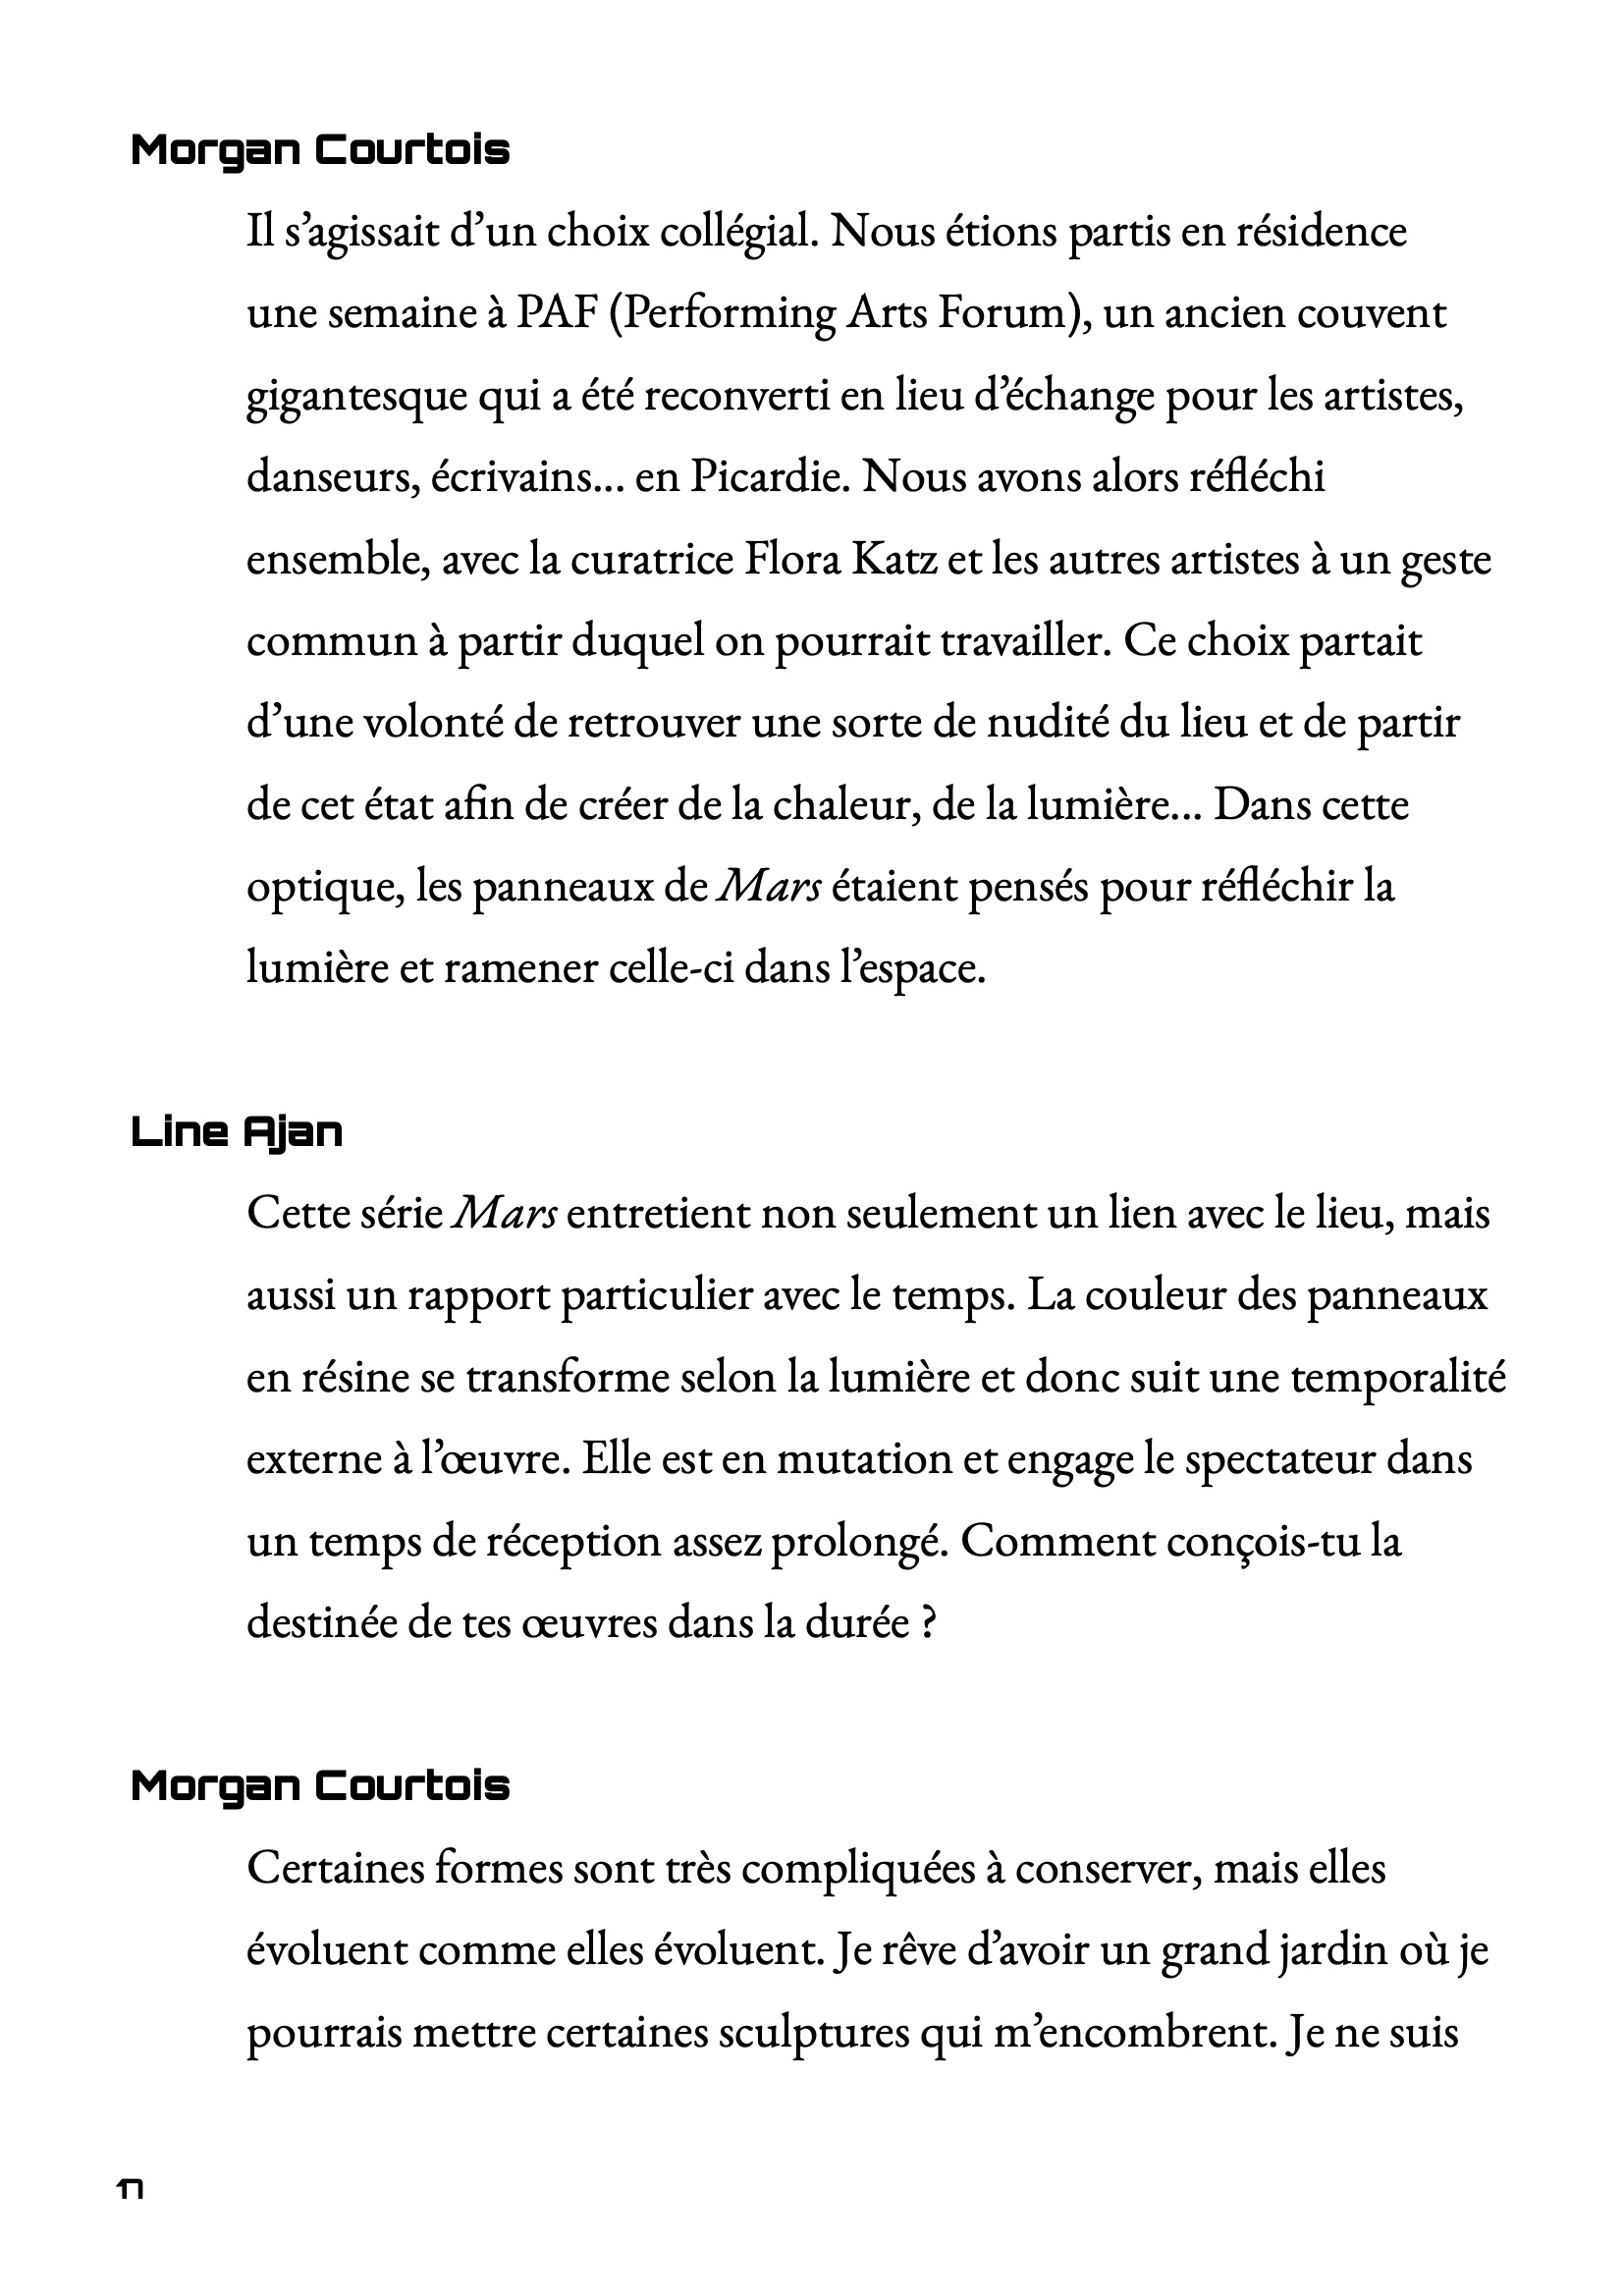 Morgan Courtois
Il s’agissait d’un choix collégial. Nous étions partis en résidence
une semaine à PAF (Performing Arts Forum), un ancien couvent
gigantesque qui a été reconverti en lieu d’échange pour les artistes,
danseurs, écrivains… en Picardie. Nous avons alors réfléchi
ensemble, avec la curatrice Flora Katz et les autres artistes à un geste
commun à partir duquel on pourrait travailler. Ce choix partait
d’une volonté de retrouver une sorte de nudité du lieu et de partir
de cet état afin de créer de la chaleur, de la lumière… Dans cette
optique, les panneaux de Mars étaient pensés pour réfléchir la
lumière et ramener celle-ci dans l’espace.
Line Ajan
Cette série Mars entretient non seulement un lien avec le lieu, mais
aussi un rapport particulier avec le temps. La couleur des panneaux
en résine se transforme selon la lumière et donc suit une temporalité
externe à l’œuvre. Elle est en mutation et engage le spectateur dans
un temps de réception assez prolongé. Comment conçois-tu la
destinée de tes œuvres dans la durée ?
Morgan Courtois
Certaines formes sont très compliquées à conserver, mais elles
évoluent comme elles évoluent. Je rêve d’avoir un grand jardin où je
pourrais mettre certaines sculptures qui m’encombrent. Je ne suis
17